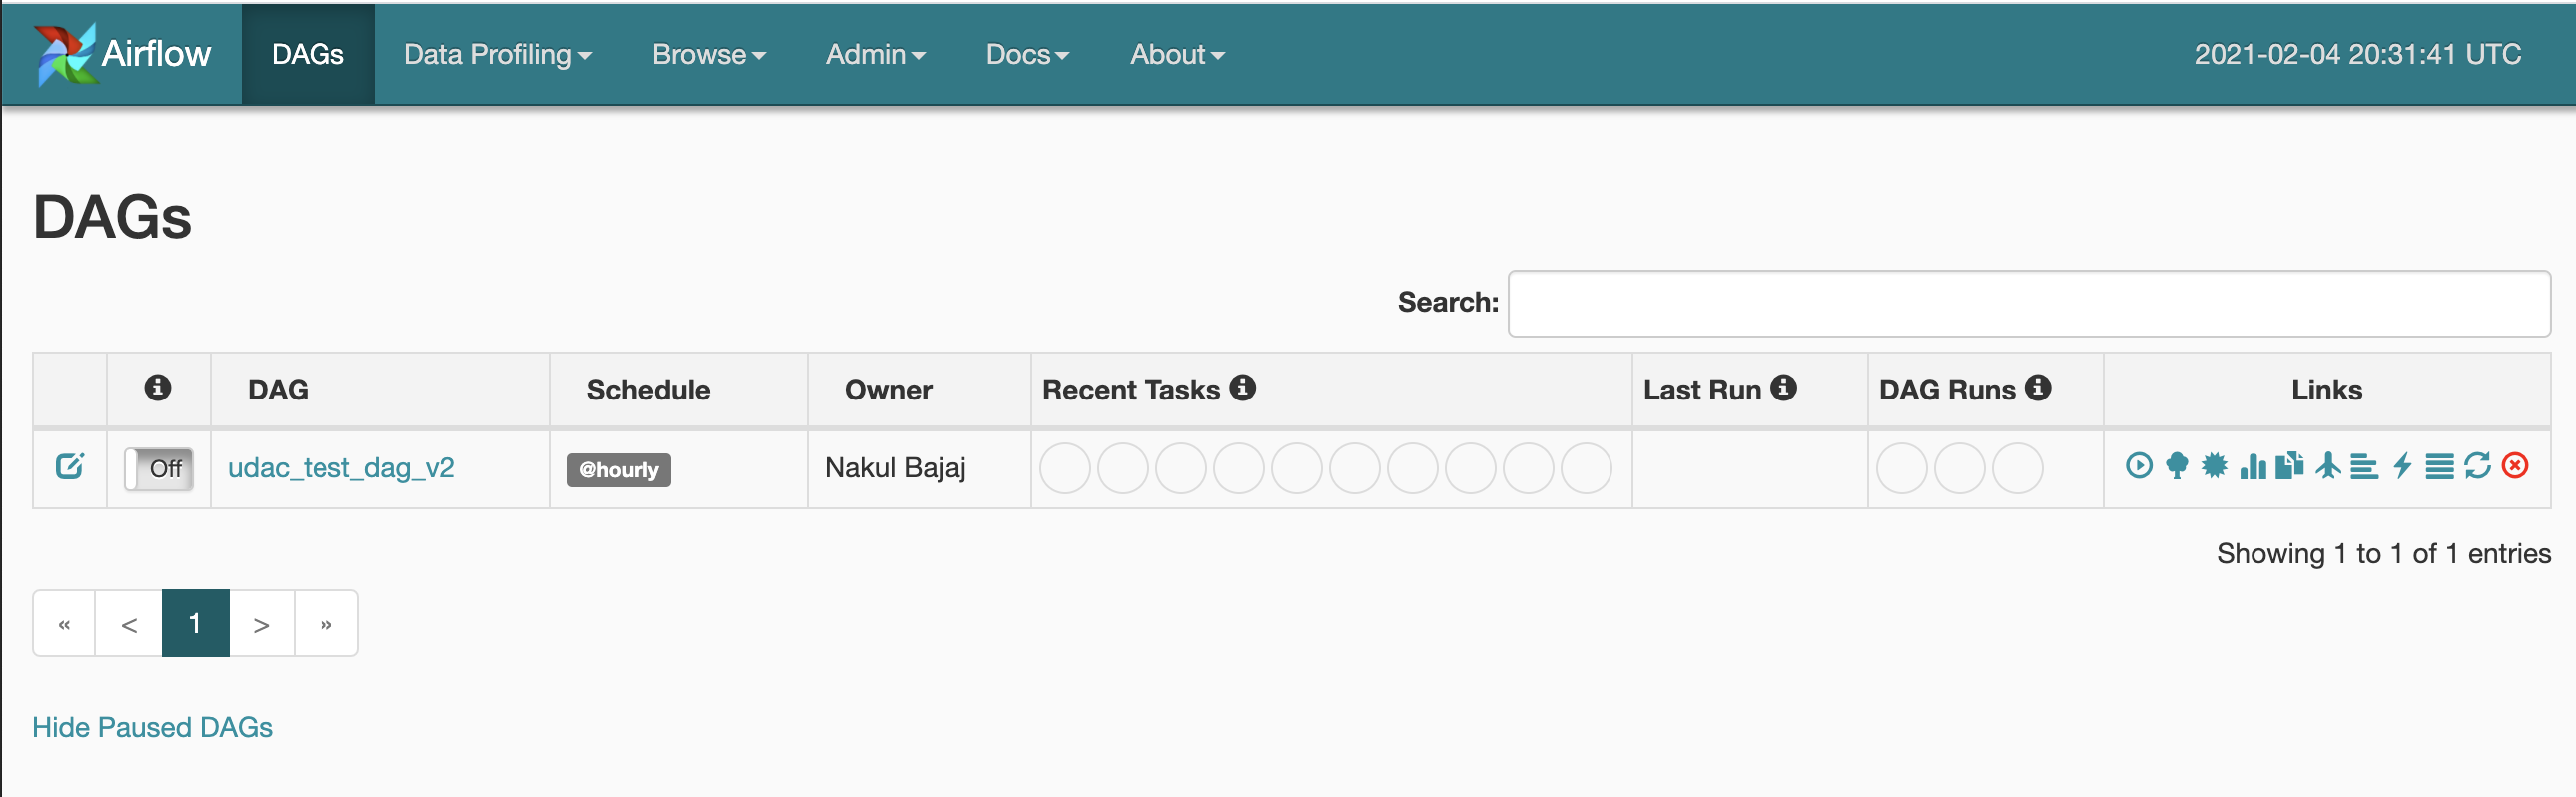 Airflow DAGs Data Profiling Browse Admin Docs About 2021-02-04 20:31:41 UTC
DAGs
Search:
DAG Schedule Owner Recent Tasks Last Run DAG Runs Links
Off udac_test_dag_v2 @hourly Nakul Bajaj
Showing 1 to 1 of 1 entries
« < 1 > »
Hide Paused DAGs